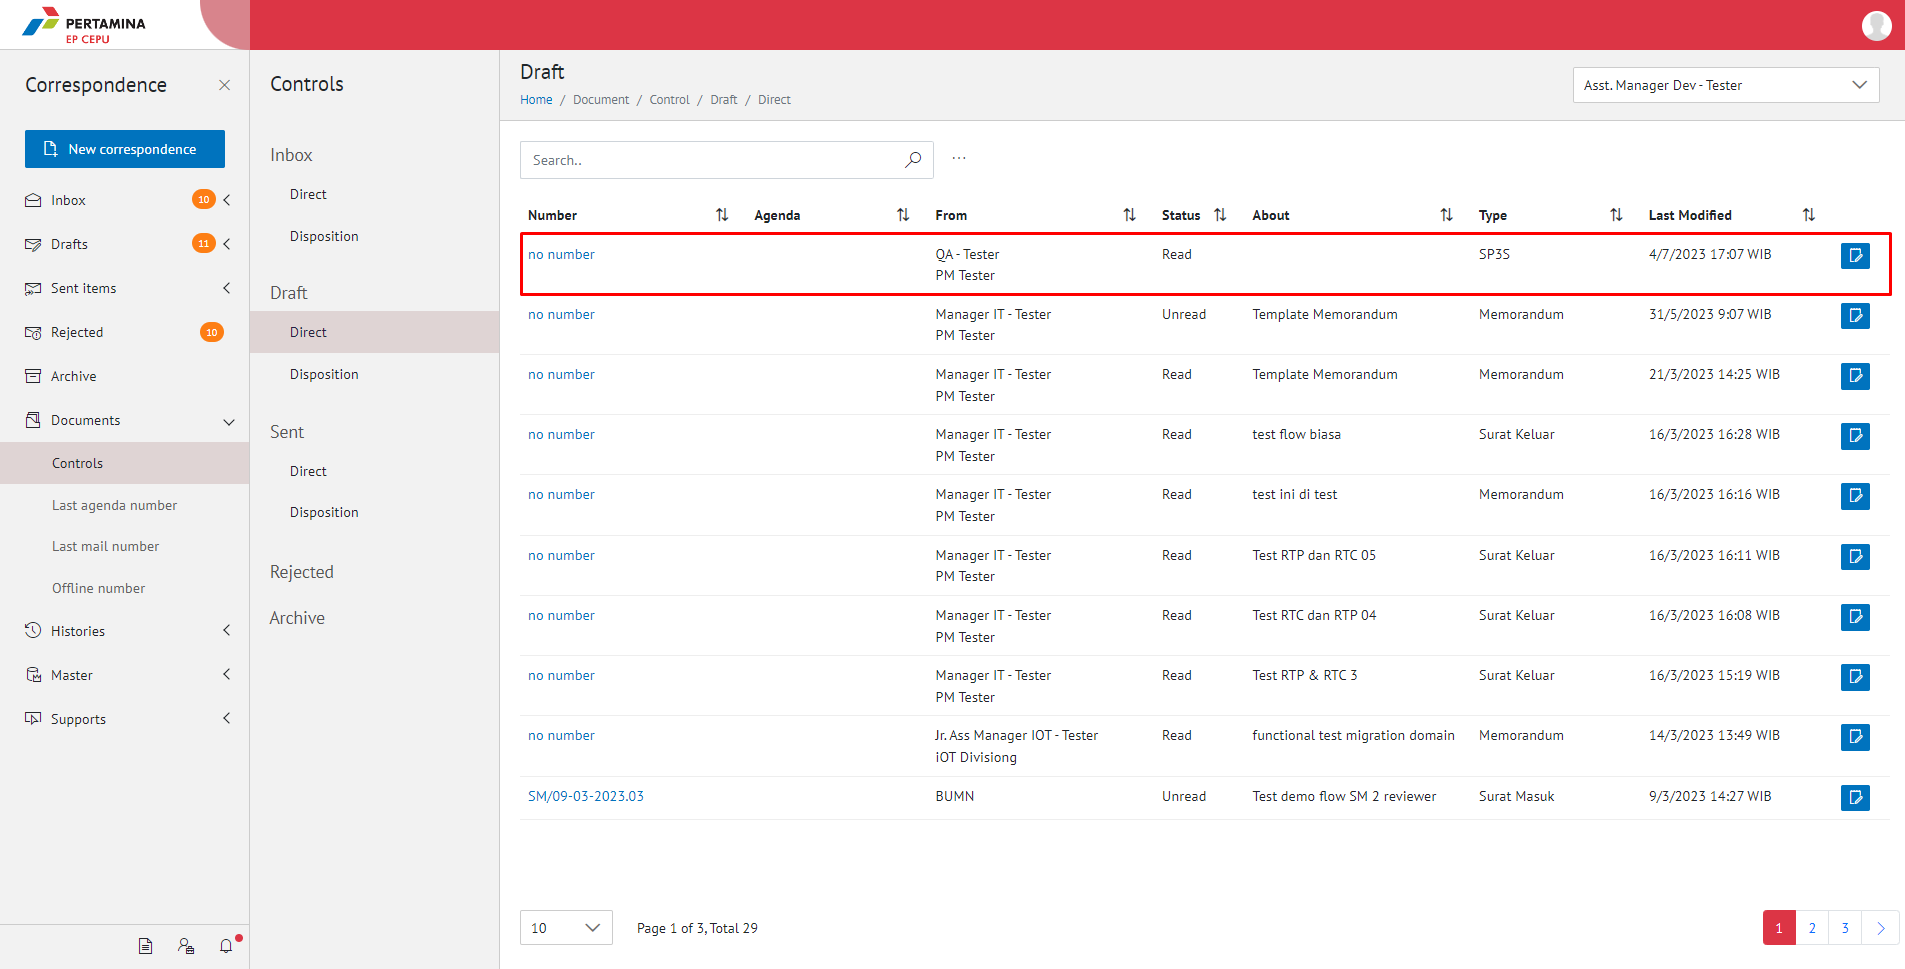 PERTAMINA
EP CEPU
Correspondence
New correspondence
Inbox 10
Drafts 11
Sent items
Rejected 10
Archive
Documents
Controls
Last agenda number
Last mail number
Offline number
Histories
Master
Supports
Controls
Inbox
Direct
Disposition
Draft
Direct
Disposition
Sent
Direct
Disposition
Rejected
Archive
Draft
Home / Document / Control / Draft / Direct
Asst. Manager Dev - Tester
Search..
...
Number Agenda From Status About Type Last Modified
no number QA - Tester Read SP3S 4/7/2023 17:07 WIB
PM Tester
no number Manager IT - Tester Unread Template Memorandum Memorandum 31/5/2023 9:07 WIB
PM Tester
no number Manager IT - Tester Read Template Memorandum Memorandum 21/3/2023 14:25 WIB
PM Tester
no number Manager IT - Tester Read test flow biasa Surat Keluar 16/3/2023 16:28 WIB
PM Tester
no number Manager IT - Tester Read test ini di test Memorandum 16/3/2023 16:16 WIB
PM Tester
no number Manager IT - Tester Read Test RTP dan RTC 05 Surat Keluar 16/3/2023 16:11 WIB
PM Tester
no number Manager IT - Tester Read Test RTC dan RTP 04 Surat Keluar 16/3/2023 16:08 WIB
PM Tester
no number Manager IT - Tester Read Test RTP & RTC 3 Surat Keluar 16/3/2023 15:19 WIB
PM Tester
no number Jr. Ass Manager IOT - Tester Read functional test migration domain Memorandum 14/3/2023 13:49 WIB
iOT Divisiong
SM/09-03-2023.03 BUMN Unread Test demo flow SM 2 reviewer Surat Masuk 9/3/2023 14:27 WIB
10 Page 1 of 3, Total 29 1 2 3